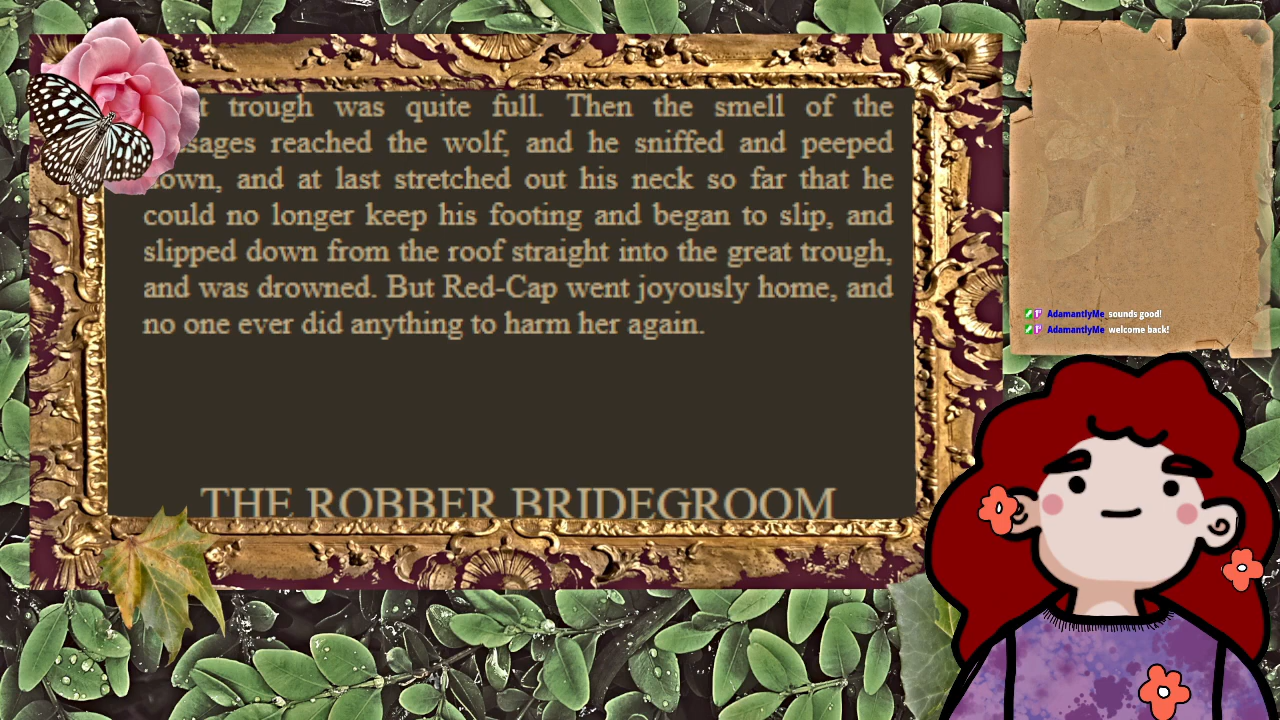 trough was quite full. Then the smell of the
reached the wolf, and he sniffed and peeped
down, and at last stretched out his neck so far that he
could no longer keep his footing and began to slip, and
slipped down from the roof straight into the great trough,
and was drowned. But Red-Cap went joyously home, and
no one ever did anything to harm her again.
THE ROBBER BRIDEGROOM
AdamantlyMe sounds good!
AdamantlyMe welcome back!